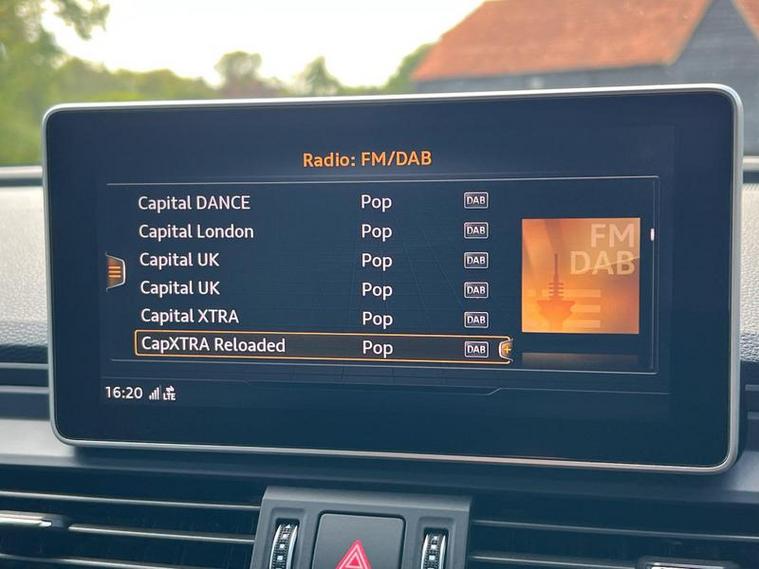 Radio: FM/DAB
Capital DANCE Pop DAB
Capital London Pop DAB
Capital UK Pop DAB
Capital UK Pop DAB
Capital XTRA Pop DAB
CapXTRA Reloaded Pop DAB
FM
DAB
16:20 LTE